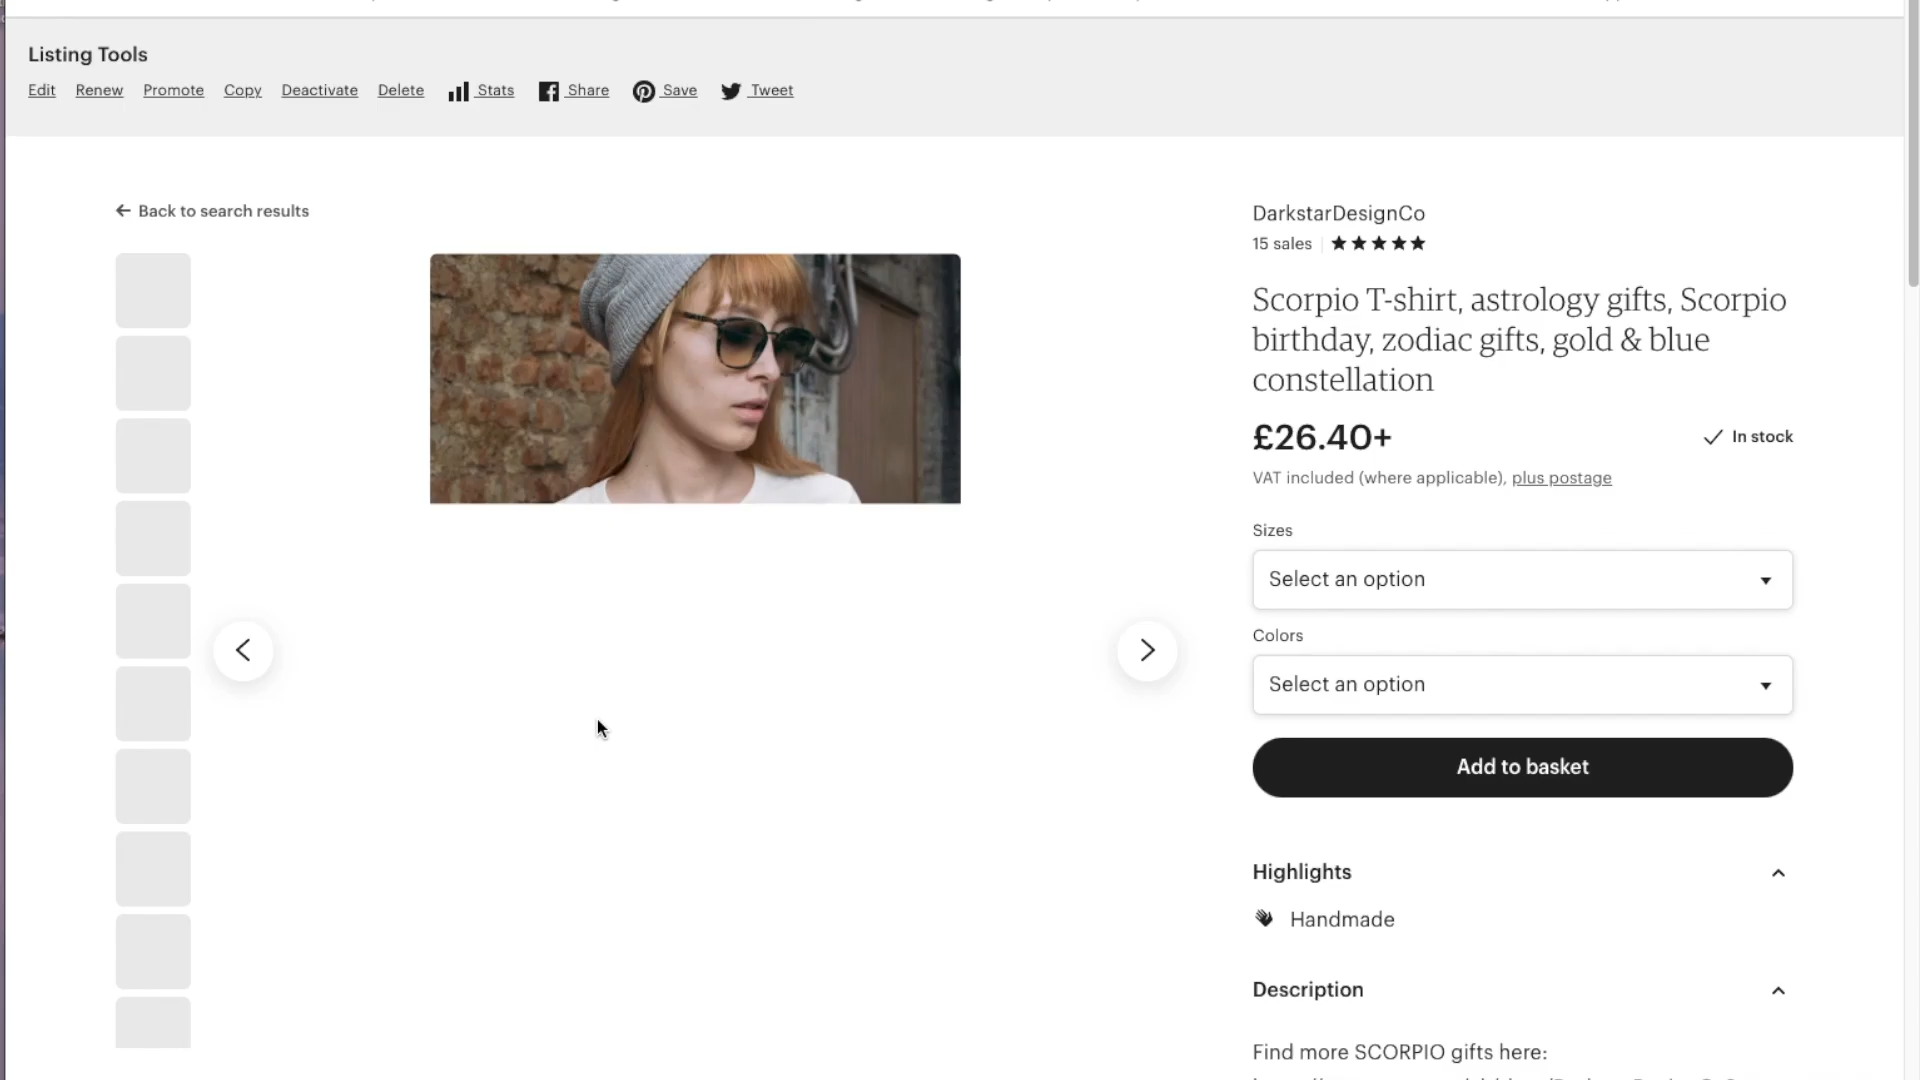 Listing Tools
Edit Renew Promote Copy Deactivate Delete Stats Share Save Tweet
Back to search results
DarkstarDesignCo
15 sales
Scorpio T-shirt, astrology gifts, Scorpio
birthday, zodiac gifts, gold & blue
constellation
£26.40+
In stock
VAT included (where applicable), plus postage
Sizes
Select an option
Colors
Select an option
Add to basket
Highlights
Handmade
Description
Find more SCORPIO gifts here: